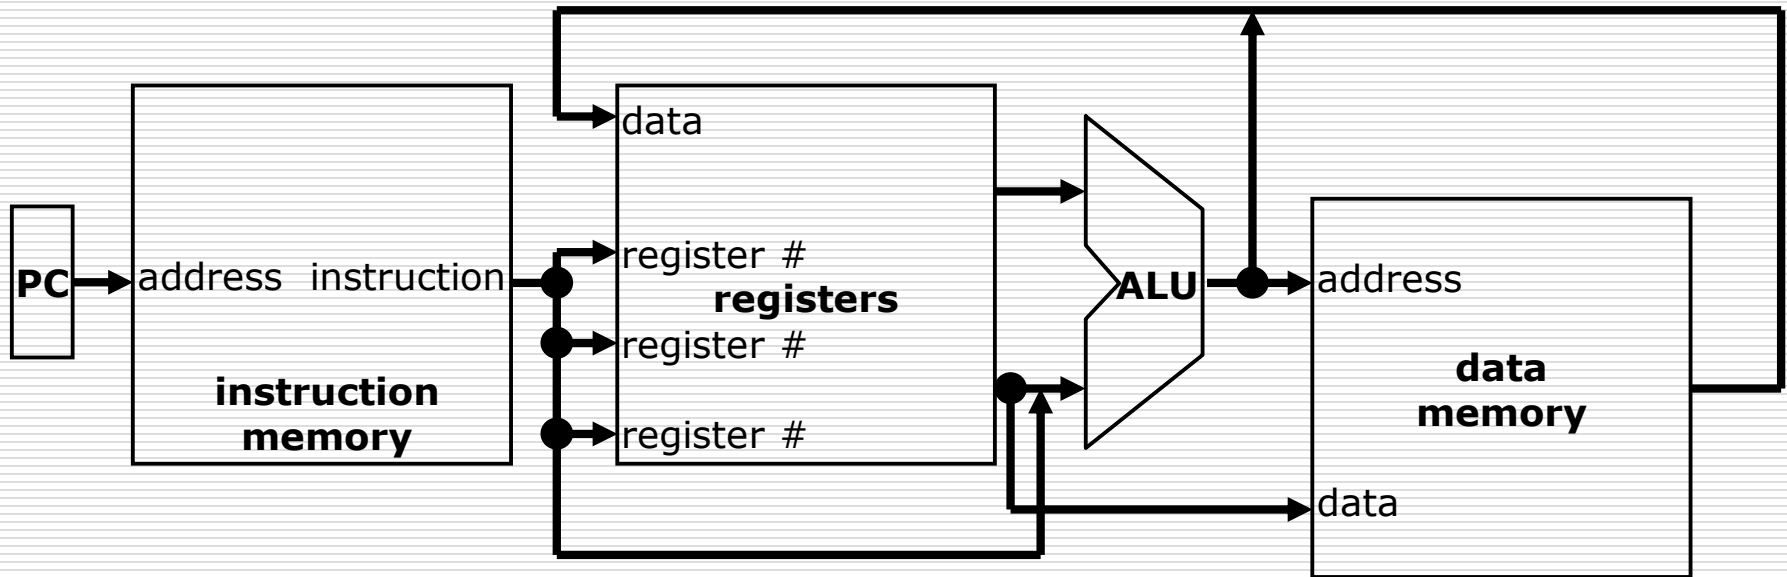 PC
address instruction
instruction
memory
data
register #
registers
register #
register #
ALU
address
data
memory
data